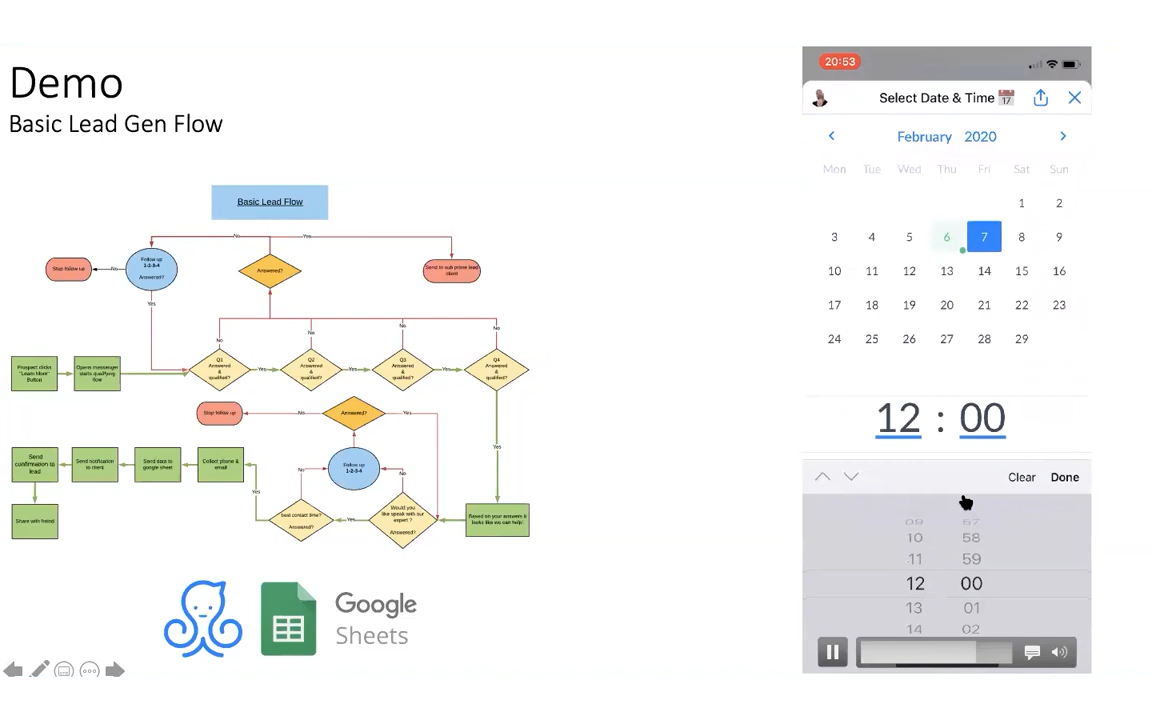 Demo
Basic Lead Gen Flow
Basic Lead Flow
No
Yes
Stop follow up
No
Follow up
1-2-3-4
Answered?
Answered?
Send to sub prime lead
client
Yes
No
No
No
No
Prospect clicks
"Learn More"
Button
Opens messenger
starts qualifying
flow
Q1
Answered
&
qualified?
Yes
Q2
Answered
&
qualified?
Yes
Q3
Answered
&
qualified?
Yes
Q4
Answered
&
qualified?
Stop follow up
No
Answered?
Yes
Yes
Send
confirmation to
lead
Send notification
to client
Send data to
google sheet
Collect phone &
email
No
Follow up
1-2-3-4
No
Yes
Share with friend
best contact time?
Answered?
Yes
Would you
like speak with our
expert ?
Answered?
Based on your answers it
looks like we can help!
Google
Sheets
20:53
Select Date & Time 17
February 2020
Mon Tue Wed Thu Fri Sat Sun
1 2
3 4 5 6 7 8 9
10 11 12 13 14 15 16
17 18 19 20 21 22 23
24 25 26 27 28 29
12 : 00
Clear Done
09 57
10 58
11 59
12 00
13 01
14 02